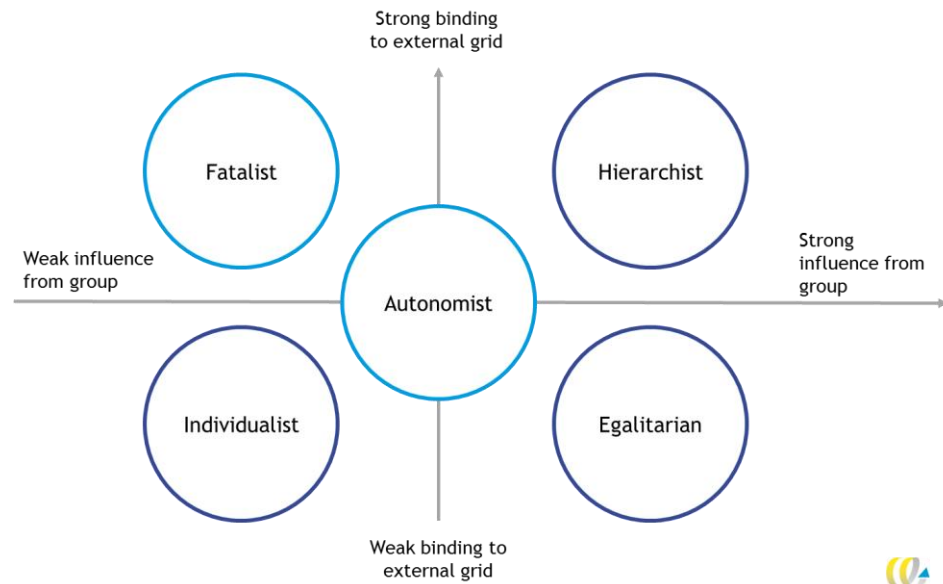 Strong binding
to external grid
Fatalist
Hierarchist
Weak influence
from group
Autonomist
Strong
influence from
group
Individualist
Egalitarian
Weak binding to
external grid